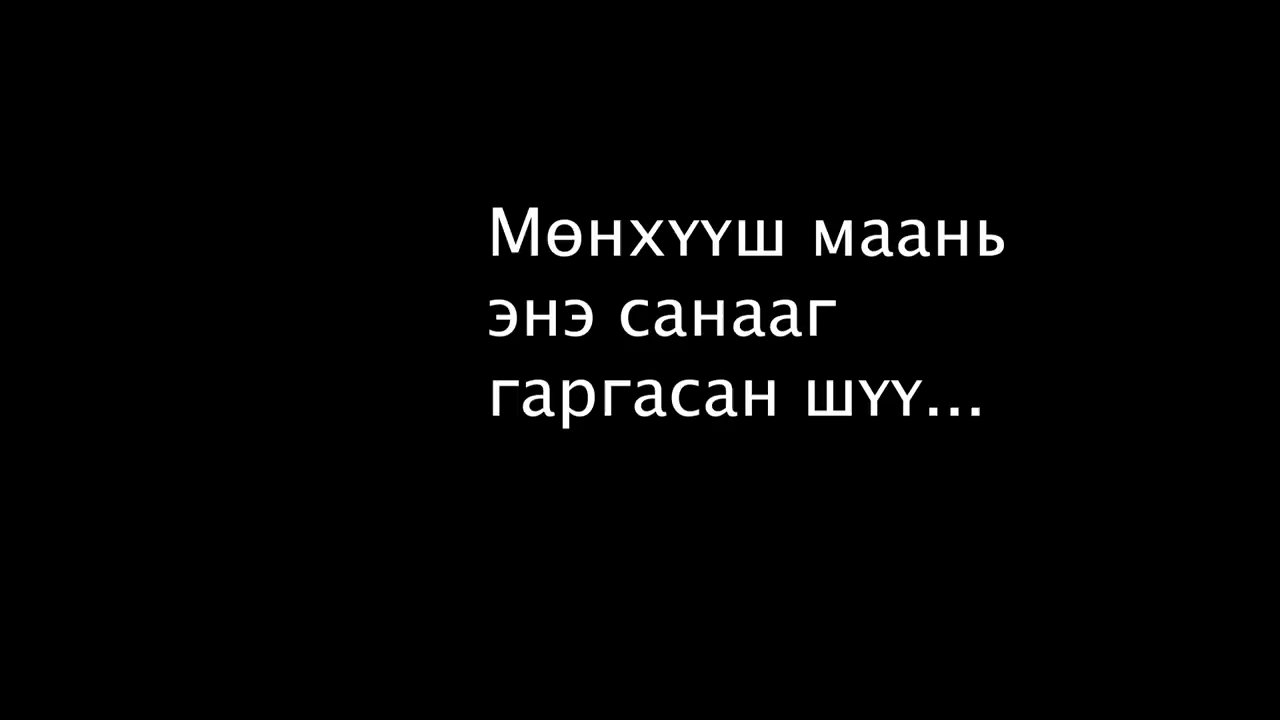 Мөнхүүш маань
энэ санааг
гаргасан шүү...